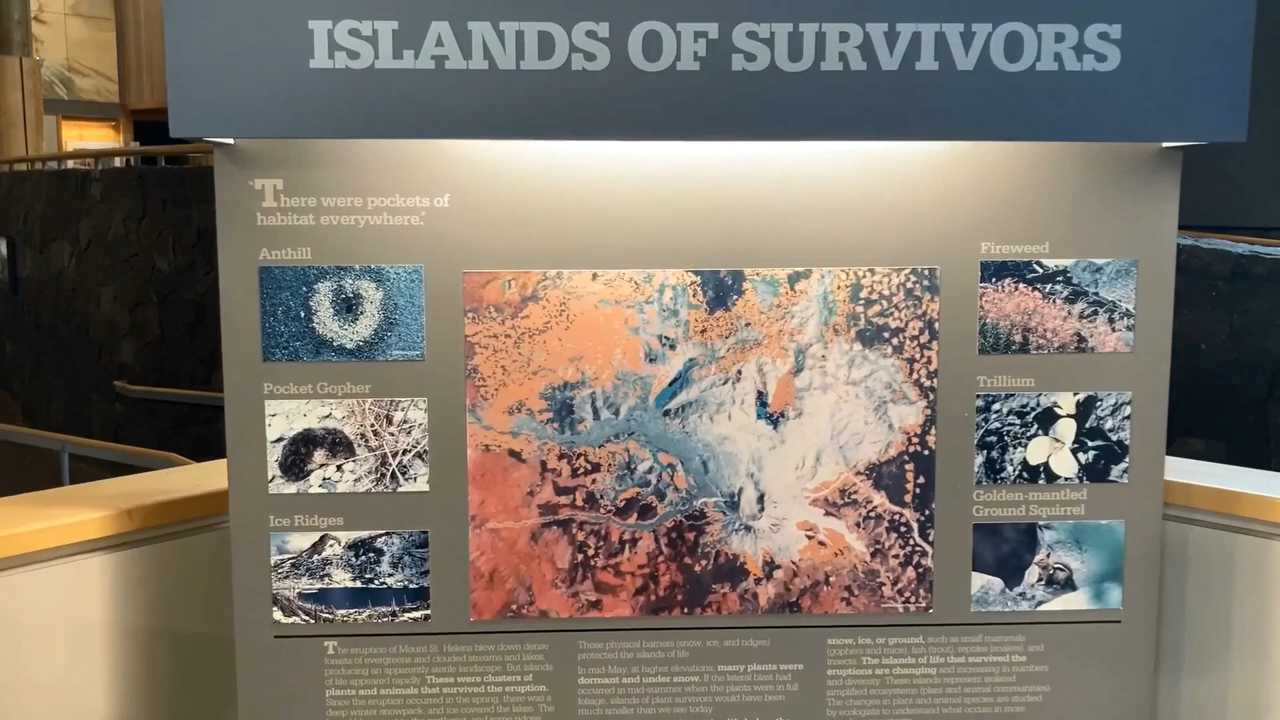 ISLANDS OF SURVIVORS
"There were pockets of
habitat everywhere."
Anthill
Pocket Gopher
Ice Ridges
Fireweed
Trillium
Golden-mantled
Ground Squirrel
The eruption of Mount St. Helens blew down dense
forests of evergreens and clouded streams and lakes,
producing an apparently sterile landscape. But islands
of life appeared rapidly. These were clusters of
plants and animals that survived the eruption.
Since the eruption occurred in the spring, there was a
deep winter snowpack, and ice covered the lakes. The
These physical barriers (snow, ice, and ridges)
protected the islands of life
In mid-May, at higher elevations, many plants were
dormant and under snow. If the lateral blast had
occurred in mid-summer when the plants were in full
foliage, islands of plant survivors would have been
much smaller than we see today
snow, ice, or ground, such as small mammals
(gophers and mice), fish (trout), reptiles (snakes), and
insects. The islands of life that survived the
eruptions are changing and increasing in numbers
and diversity. These islands represent isolated
simplified ecosystems (plant and animal communities)
The changes in plant and animal species are studied
by ecologists to understand what occurs in more